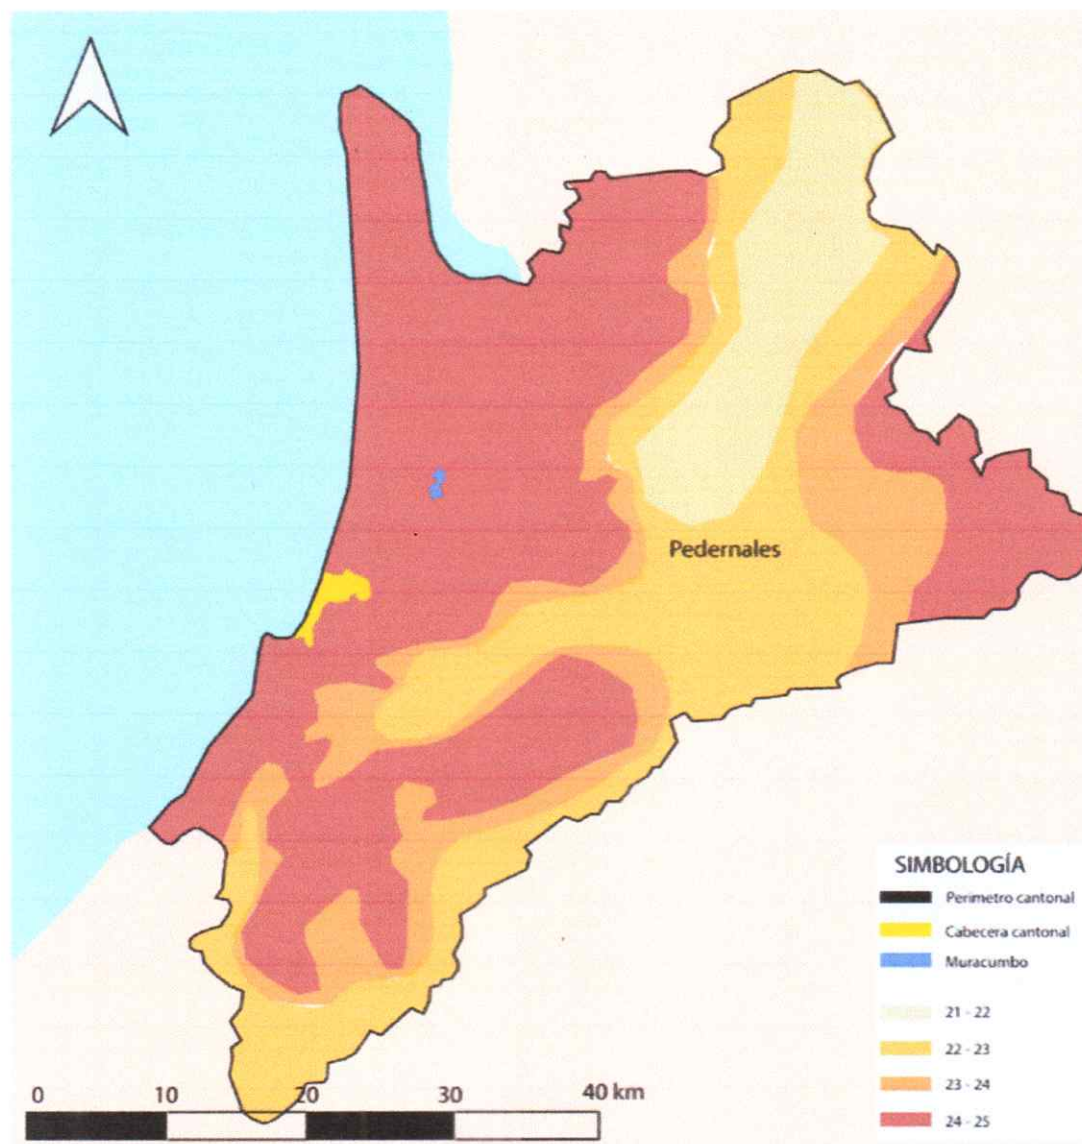 Pedernales
SIMBOLOGÍA
Perimetro cantonal
Cabecera cantonal
Muracumbo
21 - 22
22 - 23
23 - 24
24 - 25
0 10 20 30 40 km